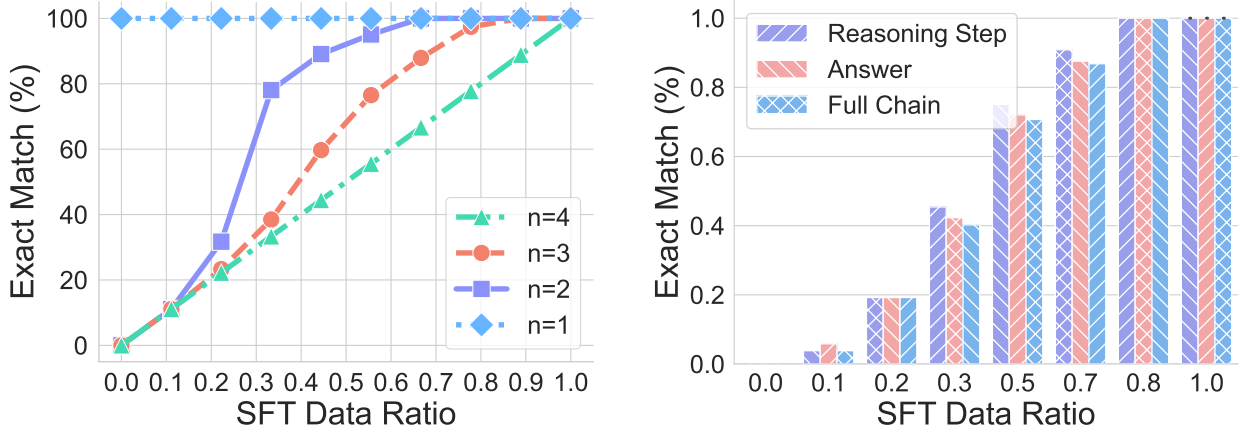 Exact Match (%)
100
80
60
40
20
0
n=4
n=3
n=2
n=1
0.0 0.1 0.2 0.3 0.4 0.5 0.6 0.7 0.8 0.9 1.0
SFT Data Ratio
Exact Match (%)
1.0
0.8
0.6
0.4
0.2
0.0
Reasoning Step
Answer
Full Chain
0.0 0.1 0.2 0.3 0.5 0.7 0.8 1.0
SFT Data Ratio